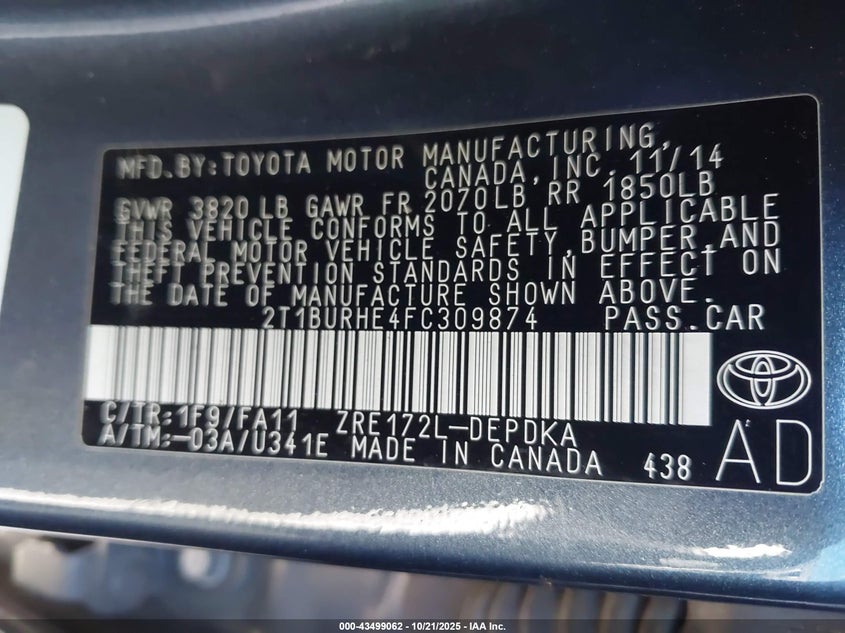 MFD.BY:TOYOTA MOTOR MANUFACTURING,
CANADA,INC. 11/14
GVWR 3820 LB GAWR FR 2070LB RR 1850LB
THIS VEHICLE CONFORMS TO ALL APPLICABLE
FEDERAL MOTOR VEHICLE SAFETY,BUMPER,AND
THEFT PREVENTION STANDARDS IN EFFECT ON
THE DATE OF MANUFACTURE SHOWN ABOVE.
2T1BURHE4FC309874 PASS.CAR
C/TR:1F9/FA11 ZRE172L-DEPDKA
A/TM:-03A/U341E MADE IN CANADA 438
AD
000-43499062 - 10/21/2025 - IAA Inc.